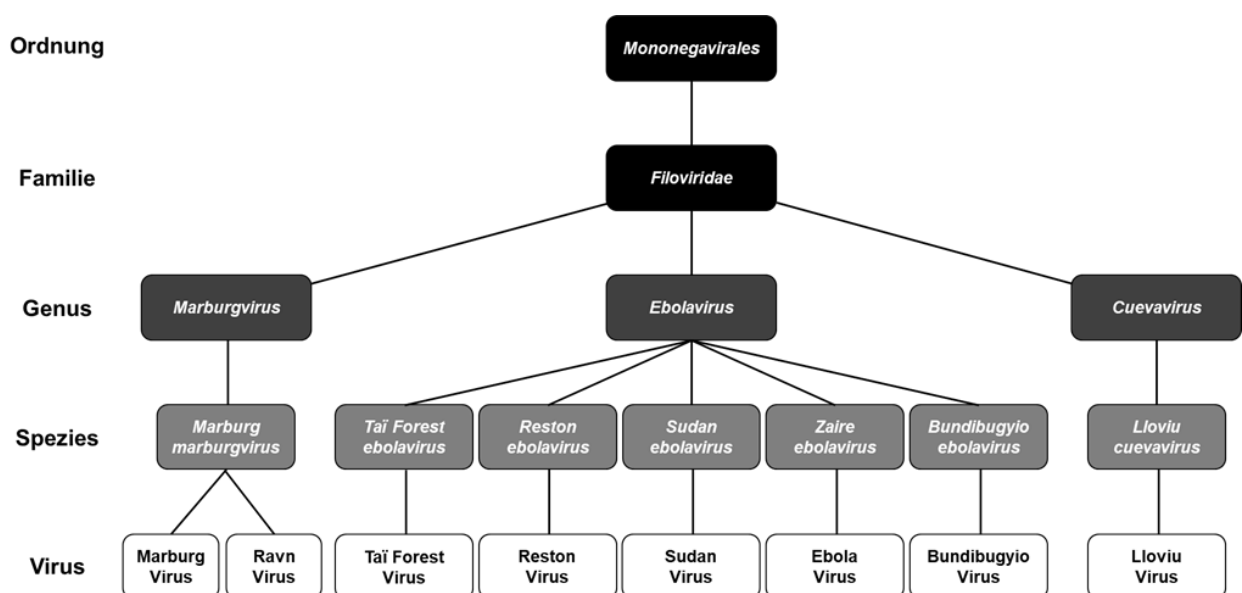 Ordnung
Mononegavirales
Familie
Filoviridae
Genus
Marburgvirus
Ebolavirus
Cuevavirus
Spezies
Marburg
marburgvirus
Taï Forest
ebolavirus
Reston
ebolavirus
Sudan
ebolavirus
Zaire
ebolavirus
Bundibugyio
ebolavirus
Lloviu
cuevavirus
Virus
Marburg
Virus
Ravn
Virus
Taï Forest
Virus
Reston
Virus
Sudan
Virus
Ebola
Virus
Bundibugyio
Virus
Lloviu
Virus